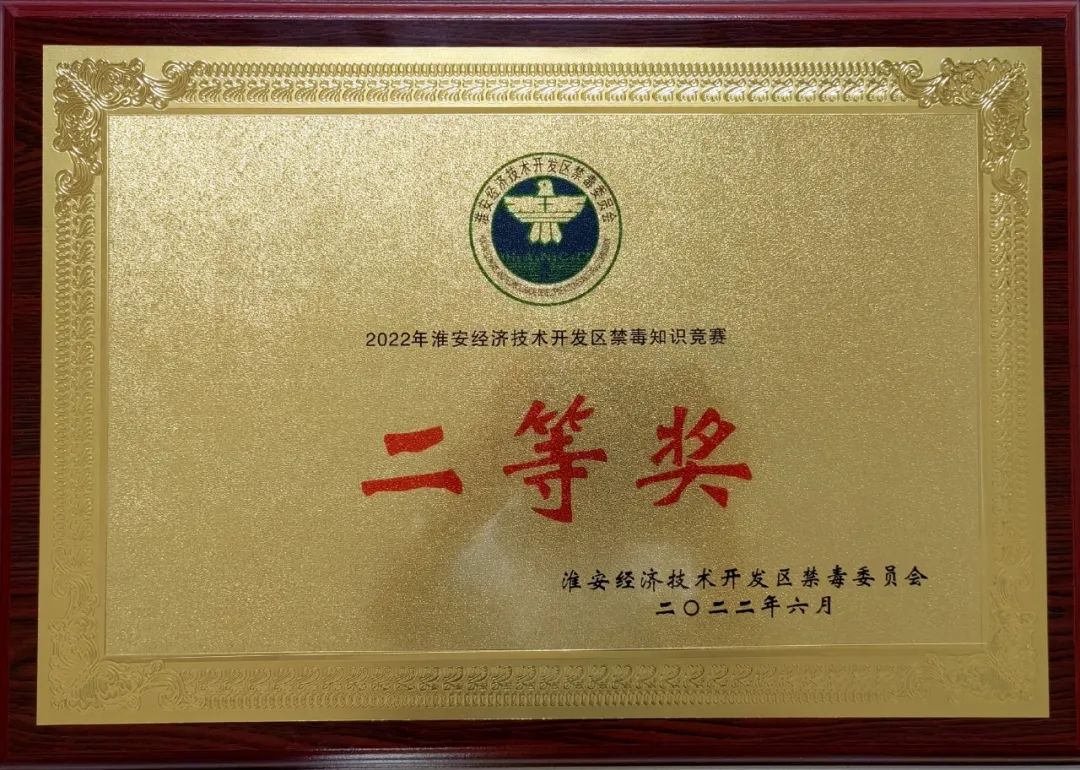 淮安经济技术开发区禁毒委员会
2022年淮安经济技术开发区禁毒知识竞赛
二等奖
淮安经济技术开发区禁毒委员会
二〇二二年六月